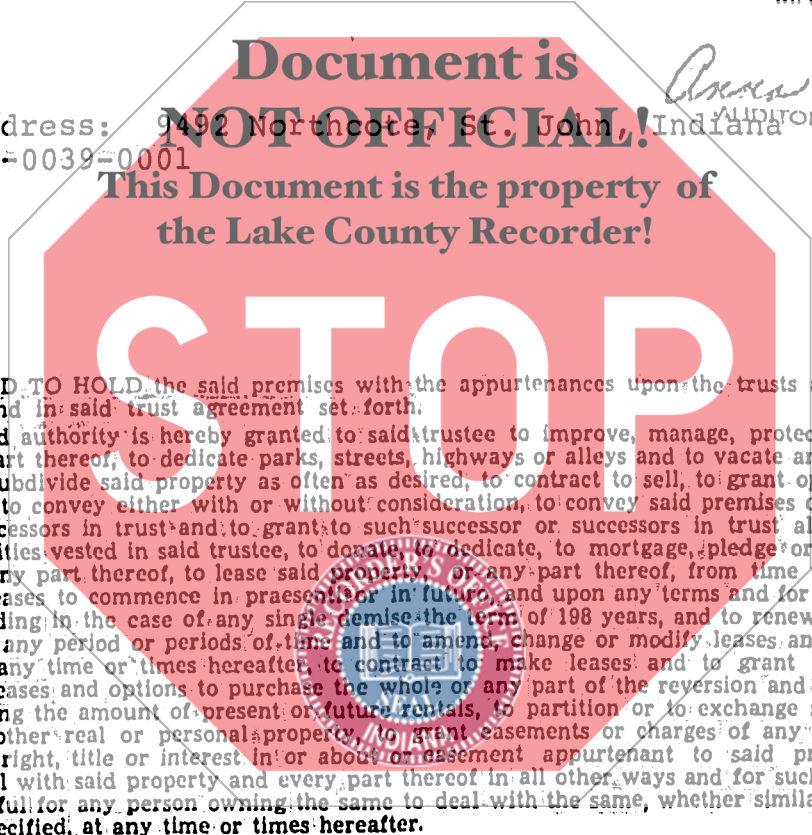 Document is
NOT OFFICIAL!
This Document is the property of
the Lake County Recorder!
STOP
AUDITOR
dress: 9492 Northcote, St. John, Indiana
-0039-0001
D TO HOLD the said premises with the appurtenances upon the trusts
nd in said trust agreement set forth.
d authority is hereby granted to said trustee to improve, manage, protec
art thereof, to dedicate parks, streets, highways or alleys and to vacate an
ubdivide said property as often as desired, to contract to sell, to grant op
to convey either with or without consideration, to convey said premises o
cessors in trust and to grant to such successor or successors in trust al
ities vested in said trustee, to donate, to dedicate, to mortgage, pledge or
ny part thereof, to lease said property, or any part thereof, from time
eases to commence in praesenti or in futuro, and upon any terms and for
ding in the case of any single demise the term of 198 years, and to renew
any period or periods of time and to amend, change or modify leases an
any time or times hereafter, to contract to make leases and to grant
eases and options to purchase the whole or any part of the reversion and
ng the amount of present or future rentals, to partition or to exchange
other real or personal property, to grant easements or charges of any
right, title or interest in or about or easement appurtenant to said pr
l with said property and every part thereof in all other ways and for such
ful for any person owning the same to deal with the same, whether simila
ecified, at any time or times hereafter.
RECORDER'S OFFICE
INDIANA